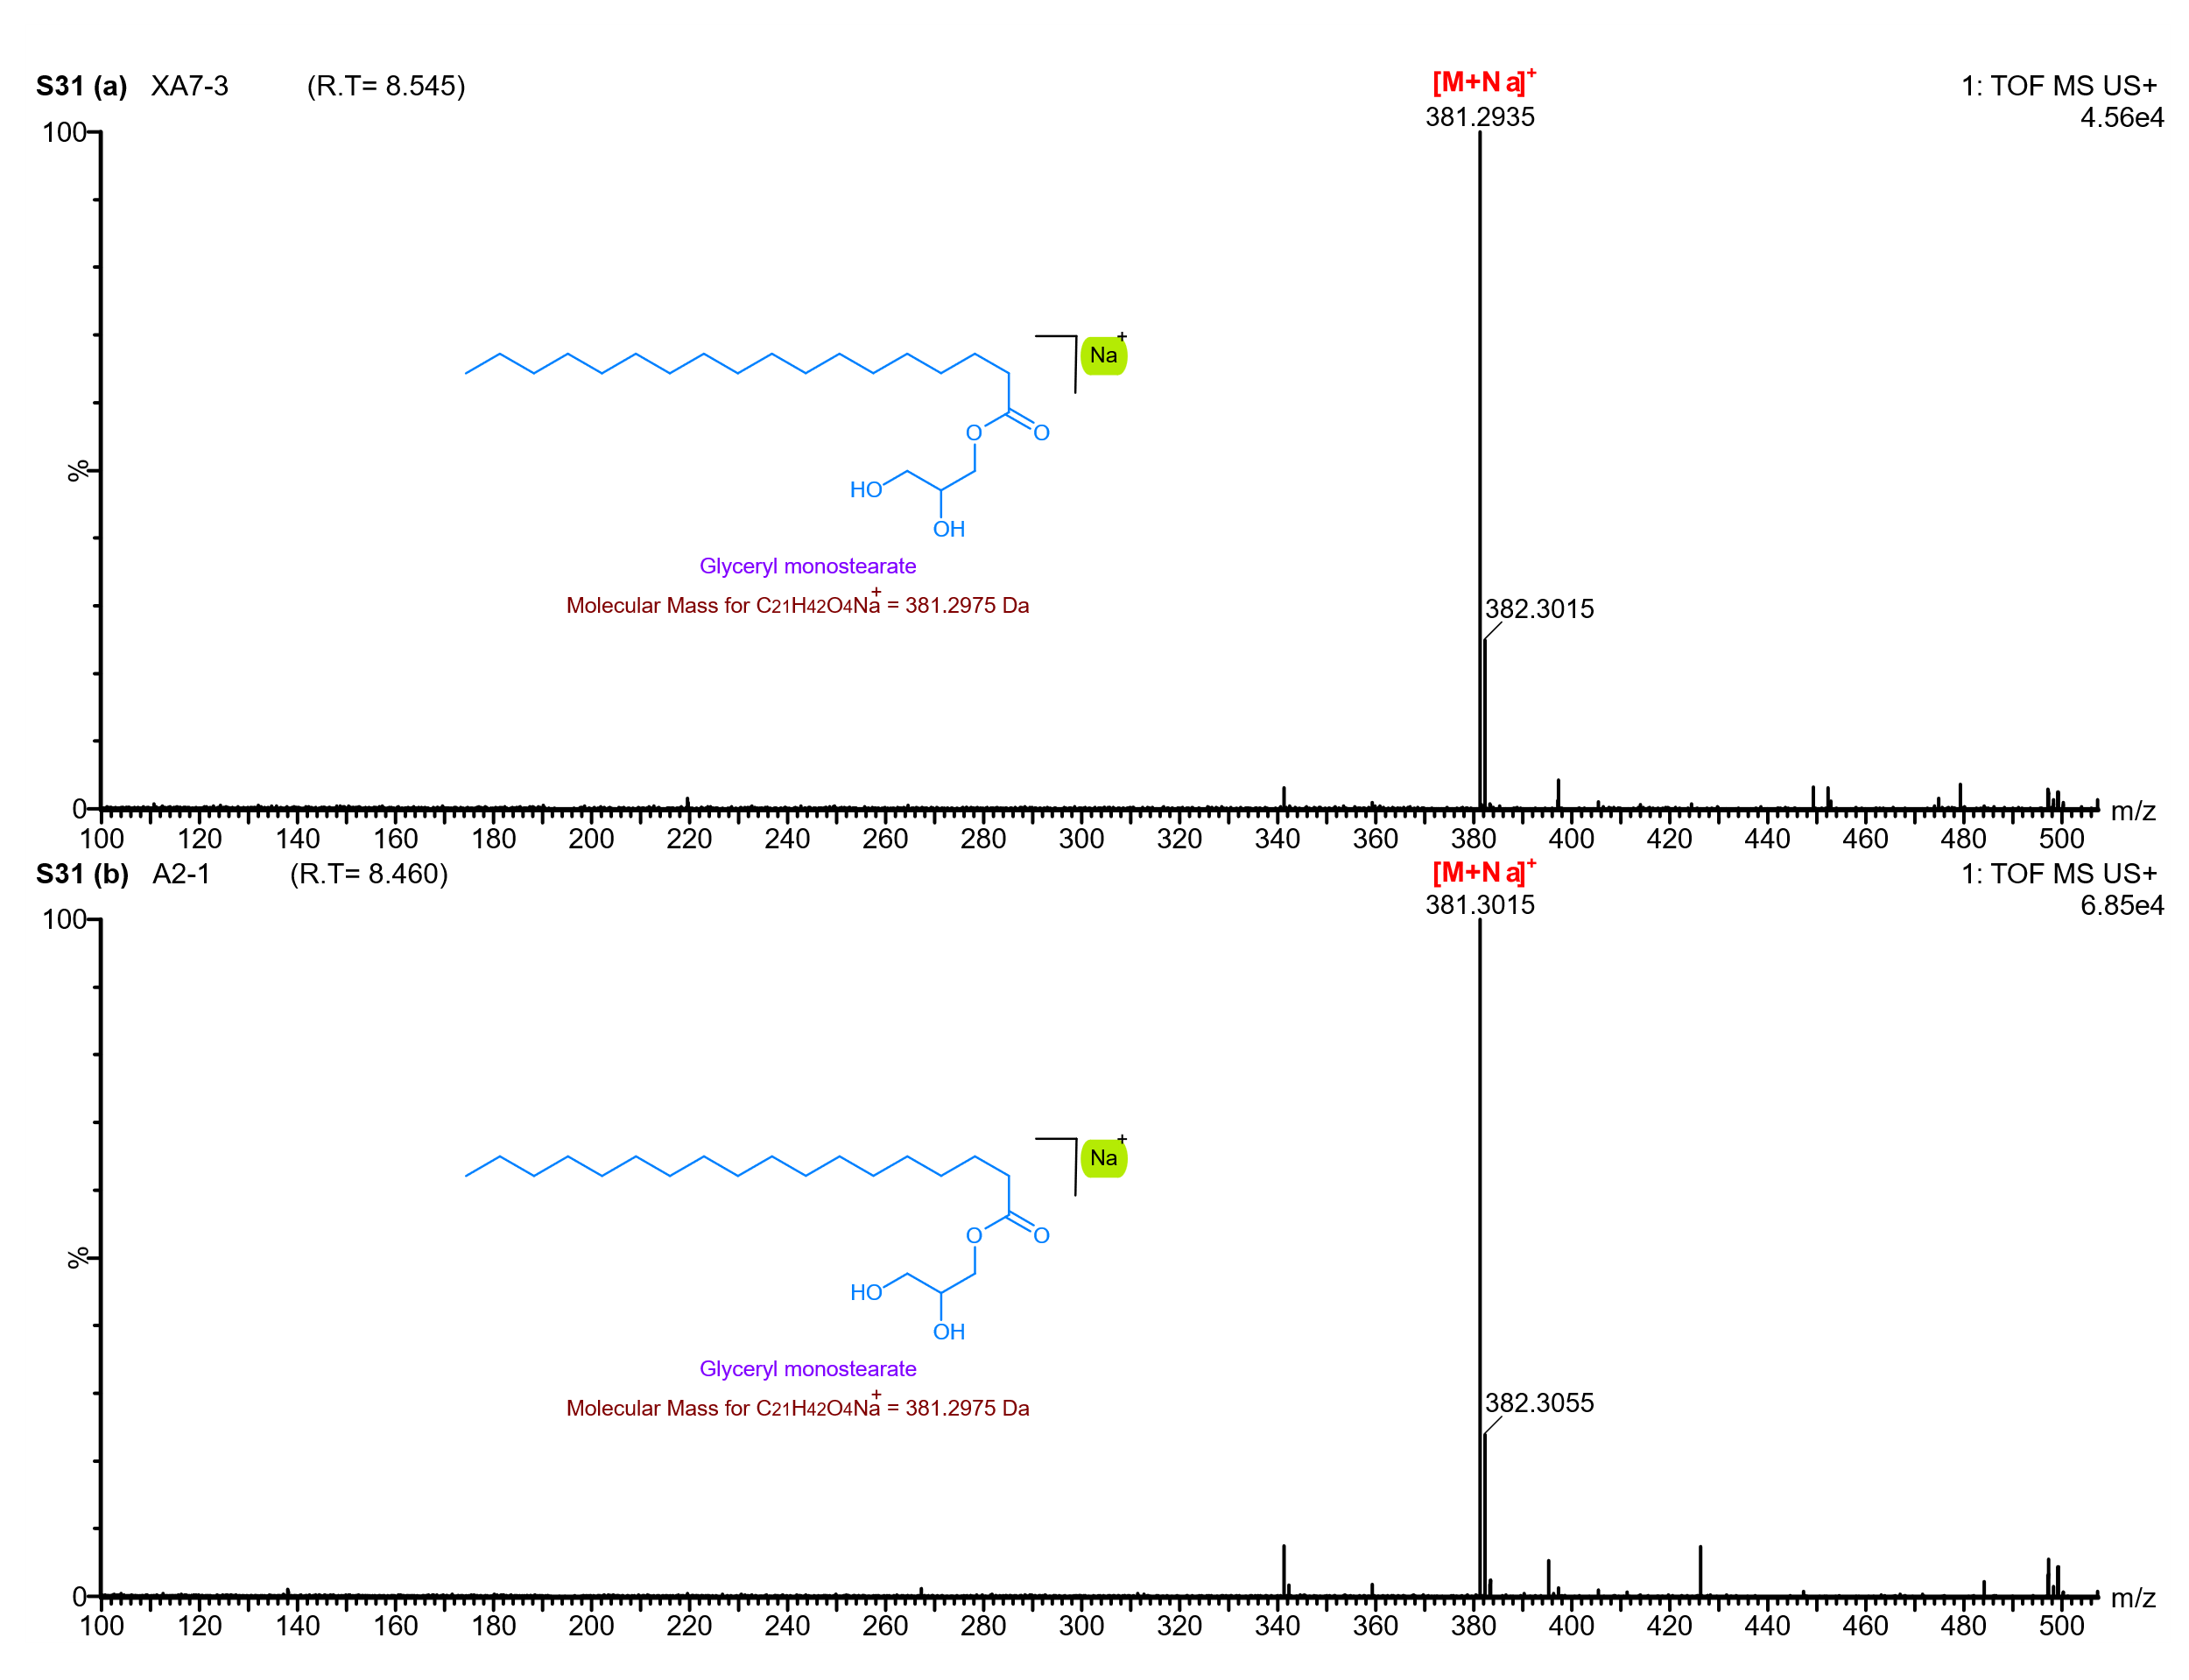 S31 (a) XA7-3 (R.T= 8.545)
[M+Na]+
381.2935
1: TOF MS US+
4.56e4
100
%
0
Na+
O
O
HO
OH
Glyceryl monostearate
Molecular Mass for C21H42O4Na+ = 381.2975 Da
382.3015
100 120 140 160 180 200 220 240 260 280 300 320 340 360 380 400 420 440 460 480 500 m/z
S31 (b) A2-1 (R.T= 8.460)
[M+Na]+
381.3015
1: TOF MS US+
6.85e4
100
%
0
Na+
O
O
HO
OH
Glyceryl monostearate
Molecular Mass for C21H42O4Na+ = 381.2975 Da
382.3055
100 120 140 160 180 200 220 240 260 280 300 320 340 360 380 400 420 440 460 480 500 m/z